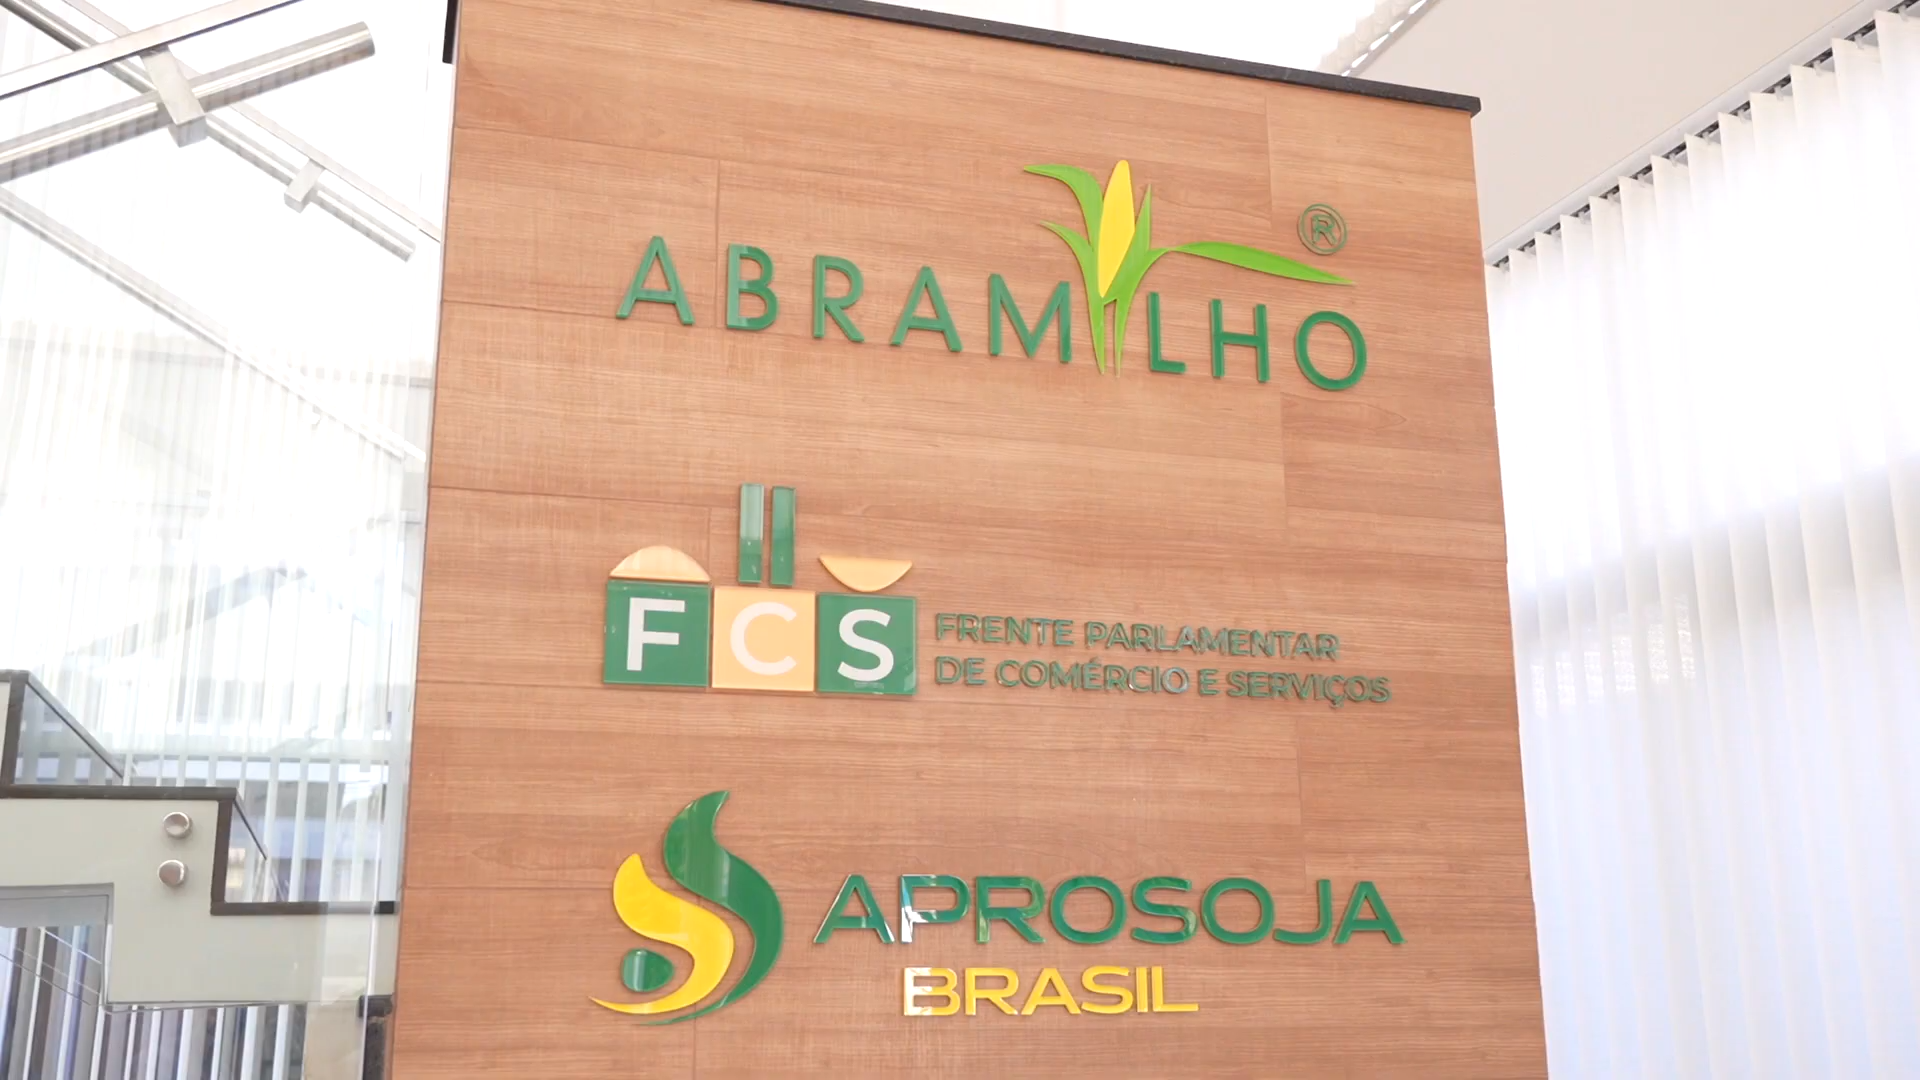 ABRAMILHO ®
FCS
FRENTE PARLAMENTAR
DE COMÉRCIO E SERVIÇOS
APROSOJA
BRASIL